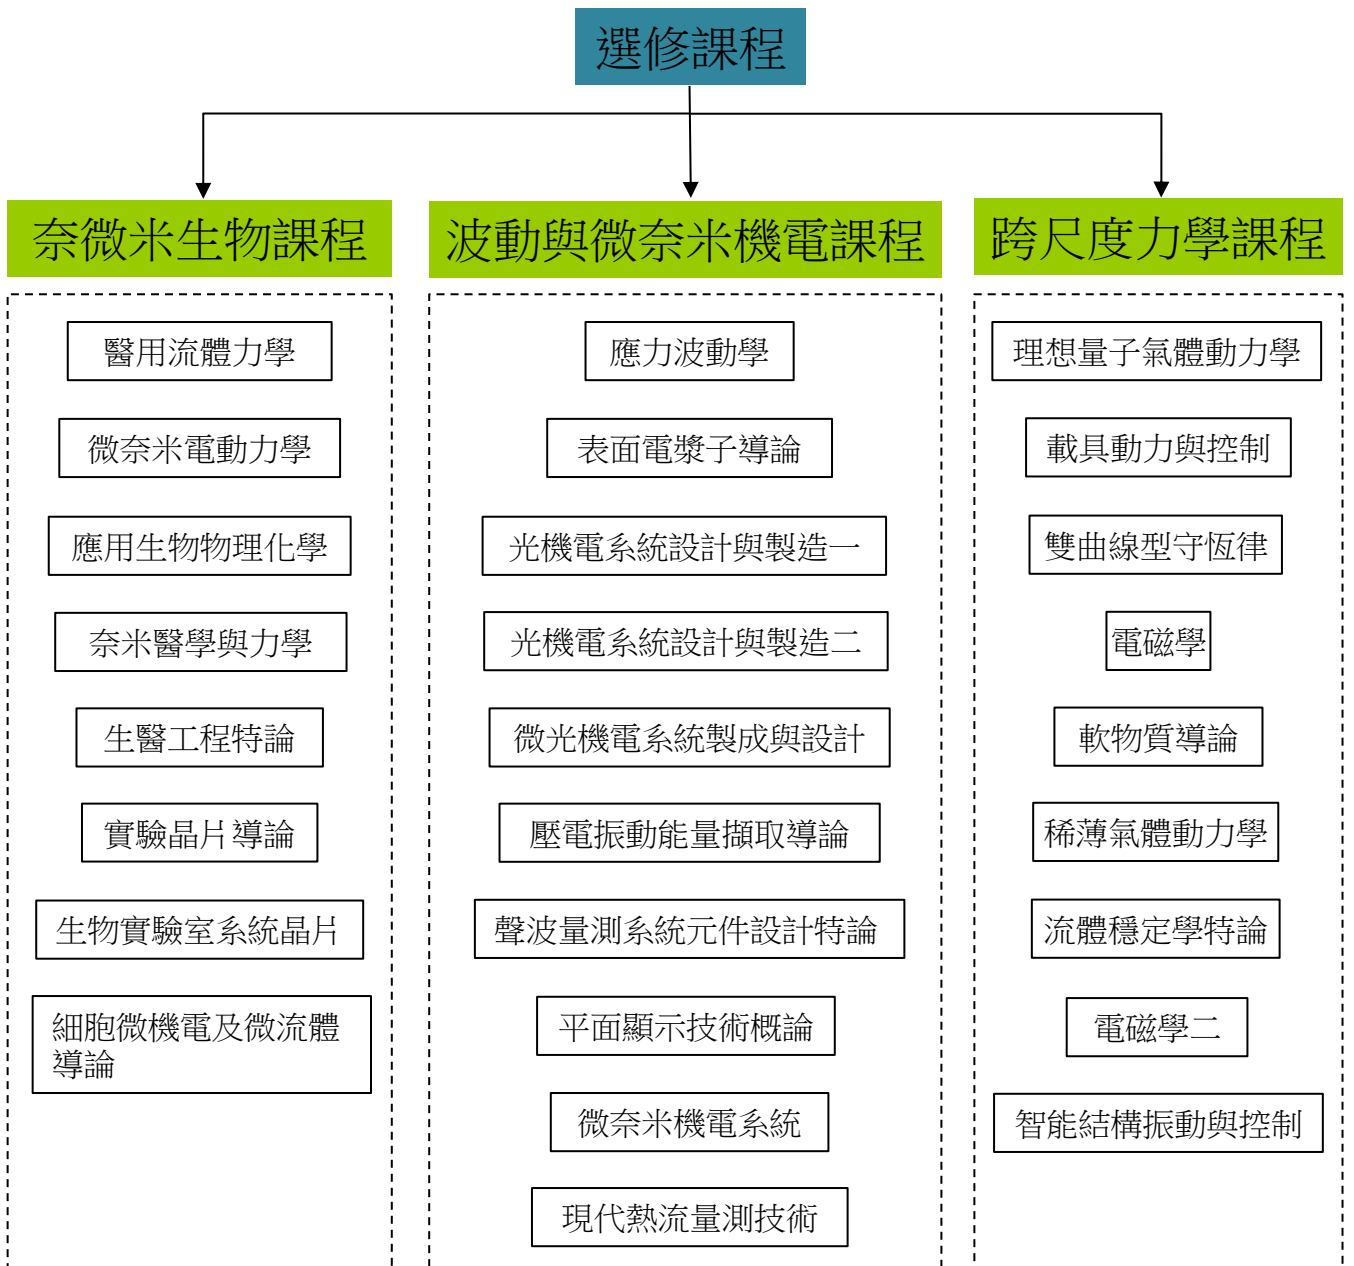 選修課程
奈微米生物課程
波動與微奈米機電課程
跨尺度力學課程
醫用流體力學
微奈米電動力學
應用生物物理化學
奈米醫學與力學
生醫工程特論
實驗晶片導論
生物實驗室系統晶片
細胞微機電及微流體
導論
應力波動學
表面電漿子導論
光機電系統設計與製造一
光機電系統設計與製造二
微光機電系統製成與設計
壓電振動能量擷取導論
聲波量測系統元件設計特論
平面顯示技術概論
微奈米機電系統
現代熱流量測技術
理想量子氣體動力學
載具動力與控制
雙曲線型守恆律
電磁學
軟物質導論
稀薄氣體動力學
流體穩定學特論
電磁學二
智能結構振動與控制